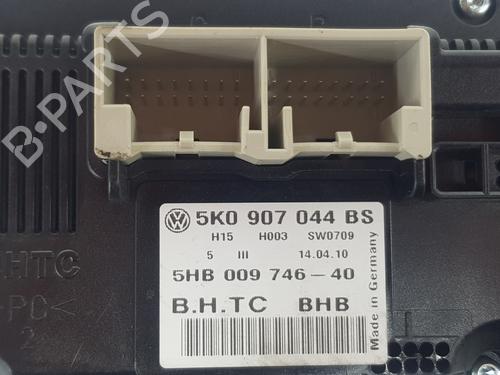 B-PARTS
5K0 907 044 BS
H15 H003 SW0709
5 III 14.04.10
5HB 009 746-40
B.H.TC BHB
Made in Germany
HTC
PC<
2